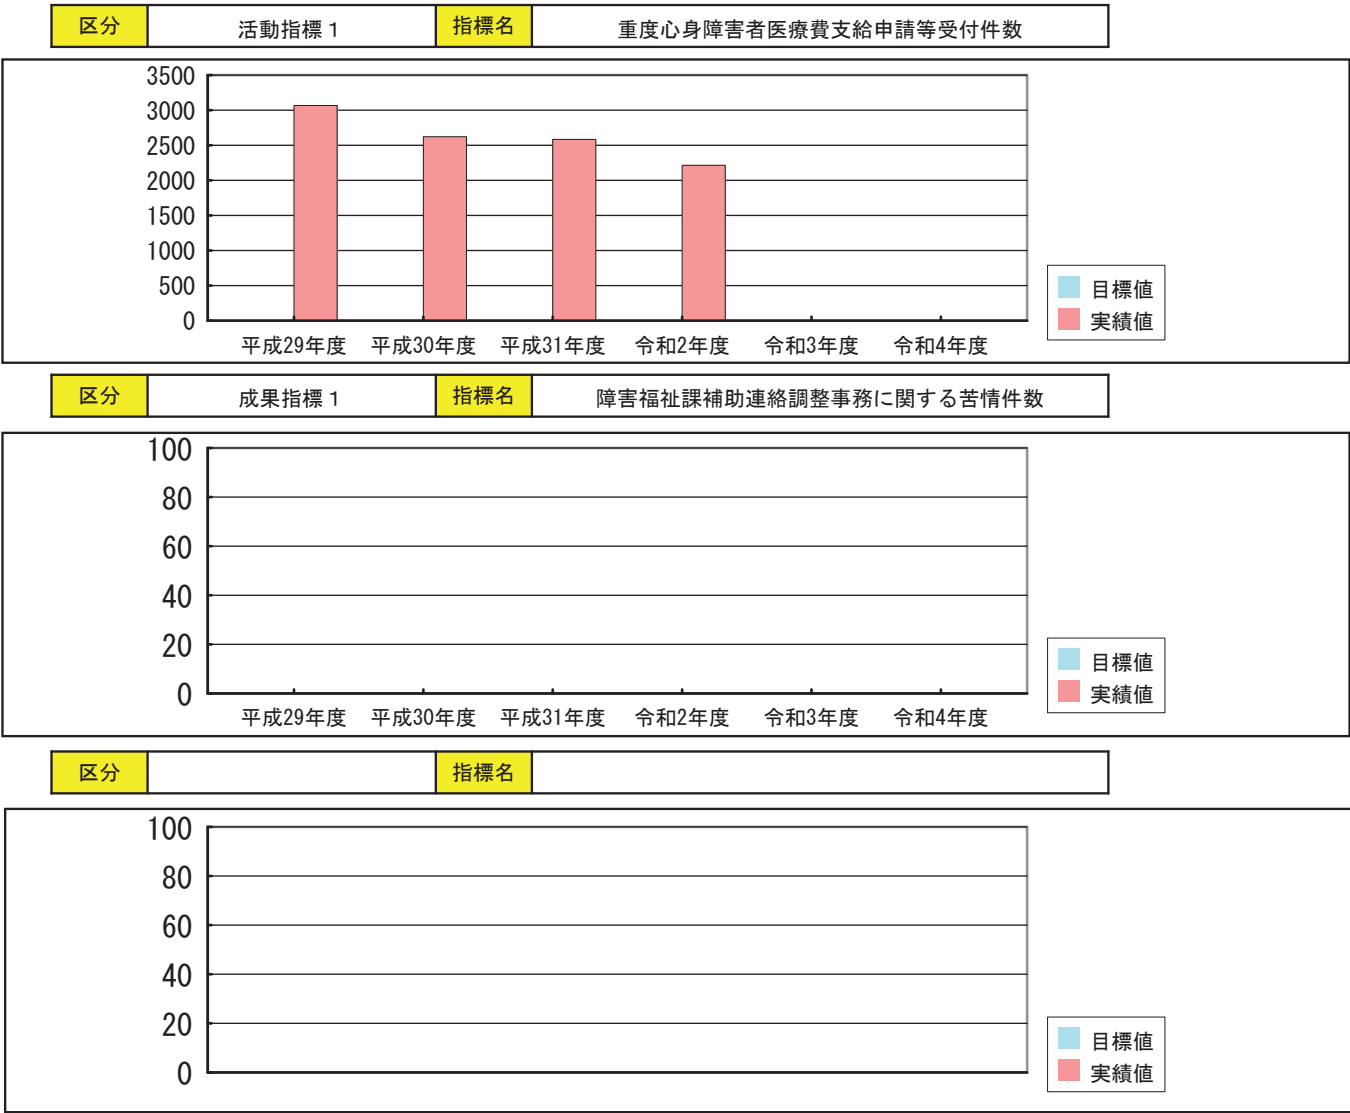 区分 活動指標１ 指標名 重度心身障害者医療費支給申請等受付件数
3500
3000
2500
2000
1500
1000
500
0
平成29年度 平成30年度 平成31年度 令和2年度 令和3年度 令和4年度
目標値
実績値
区分 成果指標１ 指標名 障害福祉課補助連絡調整事務に関する苦情件数
100
80
60
40
20
0
平成29年度 平成30年度 平成31年度 令和2年度 令和3年度 令和4年度
目標値
実績値
区分 指標名
100
80
60
40
20
0
目標値
実績値